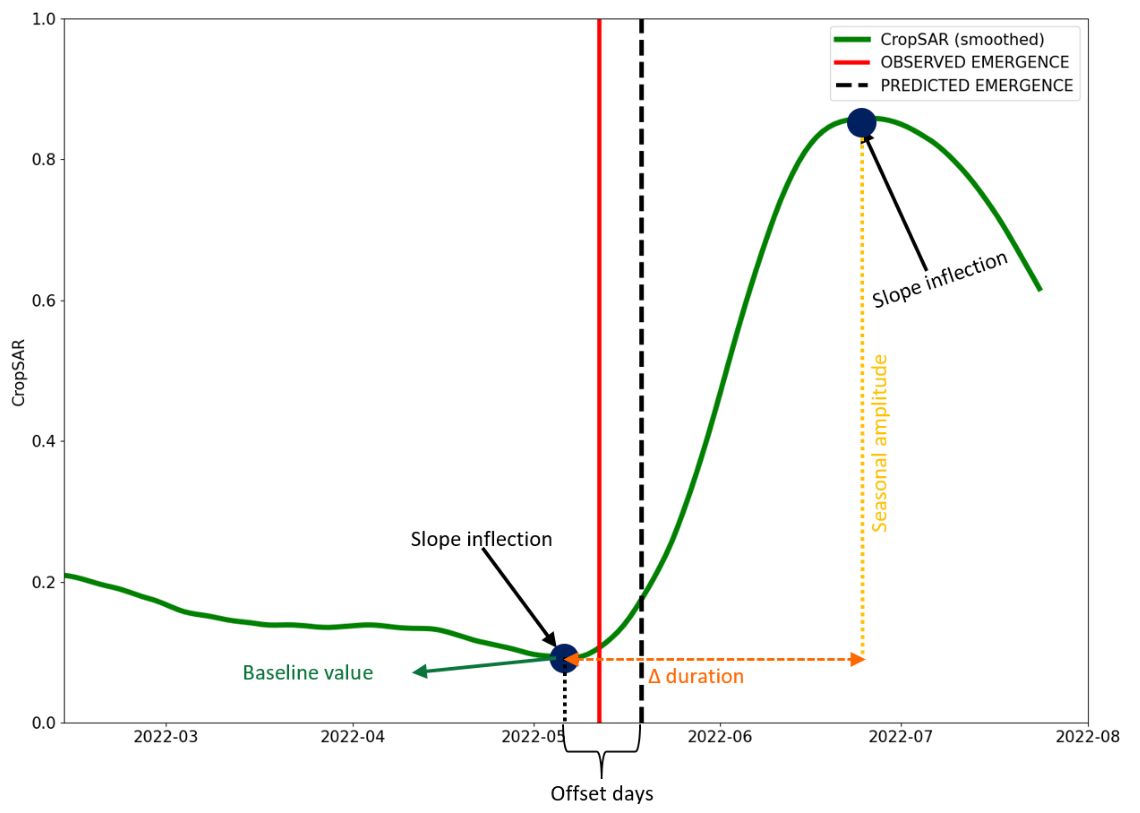 1.0
CropSAR (smoothed)
OBSERVED EMERGENCE
PREDICTED EMERGENCE
0.8
Slope inflection
0.6
CropSAR
Seasonal amplitude
0.4
Slope inflection
0.2
Baseline value
Δ duration
0.0
2022-03
2022-04
2022-05
2022-06
2022-07
2022-08
Offset days